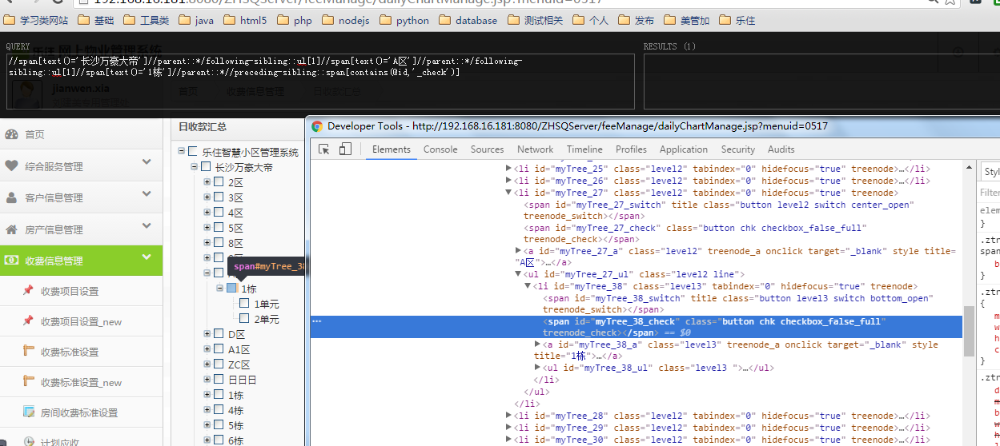 192.168.16.181:8080/ZHSQServer/feeManage/dailyChartManage.jsp?menuid=0517
学习类网站 基础 工具类 java html5 php nodejs python database 测试相关 个人 发布 美管加 乐住
QUERY
RESULTS (1)
//span[text()='长沙万豪大帝']//parent::*/following-sibling::ul[1]//span[text()='A区']//parent::*/following-
sibling::ul[1]//span[text()='1栋']//parent::*//preceding-sibling::span[contains(@id,'_check')]
jianwen.xia
首页 收费信息管理 日收款汇总
首页
综合服务管理
客户信息管理
房产信息管理
收费信息管理
收费项目设置
收费项目设置_new
收费标准设置
收费标准设置_new
房间收费标准设置
计划应收
日收款汇总
乐住智慧小区管理系统
长沙万豪大帝
2区
3区
4区
5区
8区
span#myTree_38
1栋
1单元
2单元
D区
A1区
ZC区
日日日
1栋
4栋
5栋
6栋
Developer Tools - http://192.168.16.181:8080/ZHSQServer/feeManage/dailyChartManage.jsp?menuid=0517
Elements Console Sources Network Timeline Profiles Application Security Audits
<li id="myTree_25" class="level2" tabindex="0" hidefocus="true" treenode>…</li>
<li id="myTree_26" class="level2" tabindex="0" hidefocus="true" treenode>…</li>
<li id="myTree_27" class="level2" tabindex="0" hidefocus="true" treenode>
<span id="myTree_27_switch" title class="button level2 switch center_open"
treenode_switch></span>
<span id="myTree_27_check" class="button chk checkbox_false_full"
treenode_check></span>
<a id="myTree_27_a" class="level2" treenode_a onclick target="_blank" style title=
"A区">…</a>
<ul id="myTree_27_ul" class="level2 line">
<li id="myTree_38" class="level3" tabindex="0" hidefocus="true" treenode>
<span id="myTree_38_switch" title class="button level3 switch bottom_open"
treenode_switch></span>
<span id="myTree_38_check" class="button chk checkbox_false_full"
treenode_check></span> == $0
<a id="myTree_38_a" class="level3" treenode_a onclick target="_blank" style
title="1栋">…</a>
<ul id="myTree_38_ul" class="level3 ">…</ul>
</li>
</ul>
</li>
<li id="myTree_28" class="level2" tabindex="0" hidefocus="true" treenode>…</li>
<li id="myTree_29" class="level2" tabindex="0" hidefocus="true" treenode>…</li>
<li id="myTree_30" class="level2" tabindex="0" hidefocus="true" treenode>…</li>
Styl
Filter
elem
}
.ztr
span
b
}
.ztr
{
m
w
h
c
}
.ztr
d
m
b
w
h